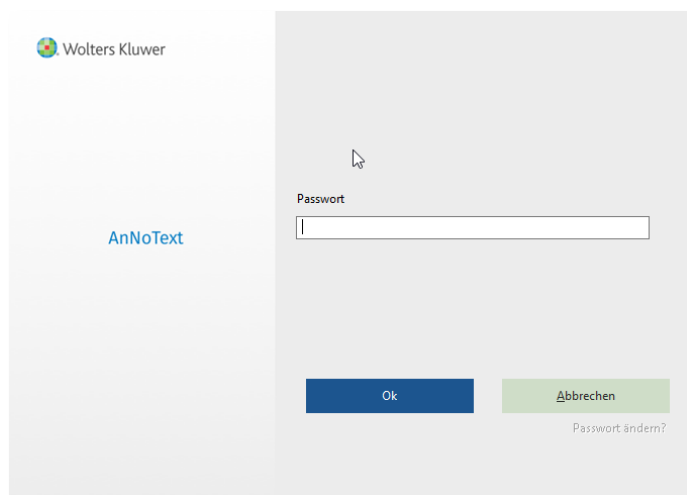 Wolters Kluwer
AnNoText
Passwort
Ok
Abbrechen
Passwort ändern?